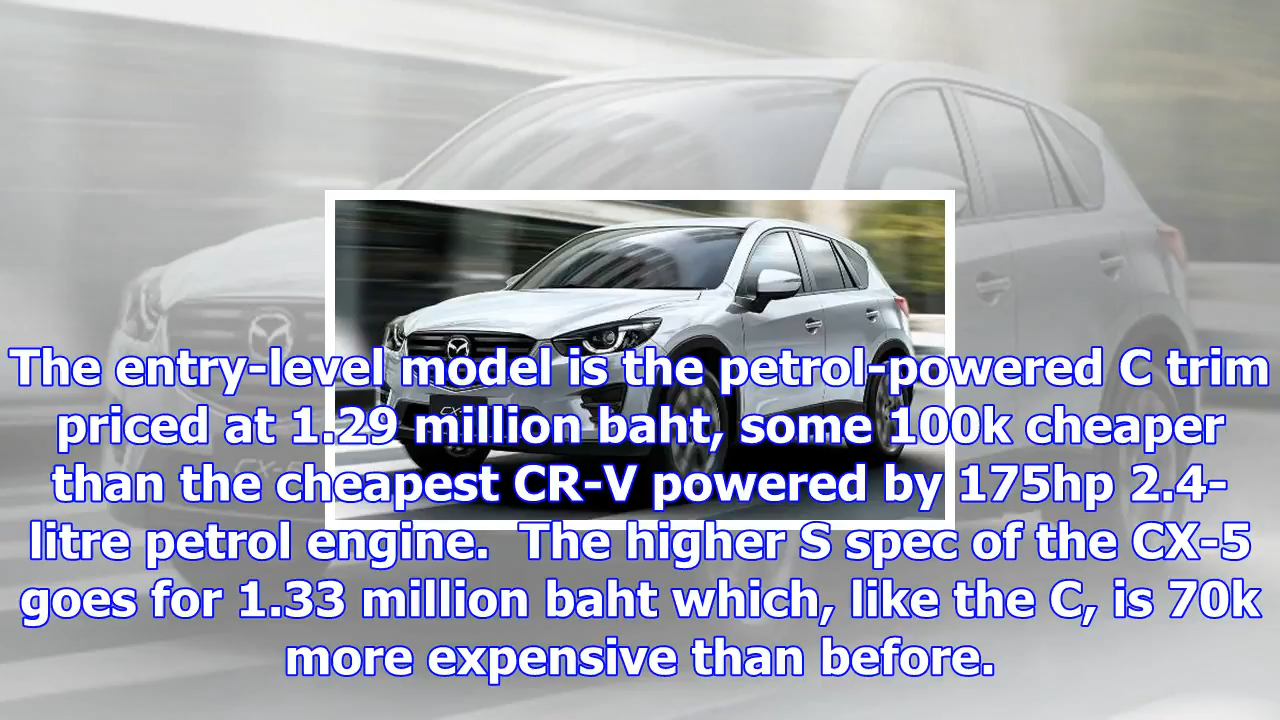 The entry-level model is the petrol-powered C trim
priced at 1.29 million baht, some 100k cheaper
than the cheapest CR-V powered by 175hp 2.4-
litre petrol engine.  The higher S spec of the CX-5
goes for 1.33 million baht which, like the C, is 70k
more expensive than before.